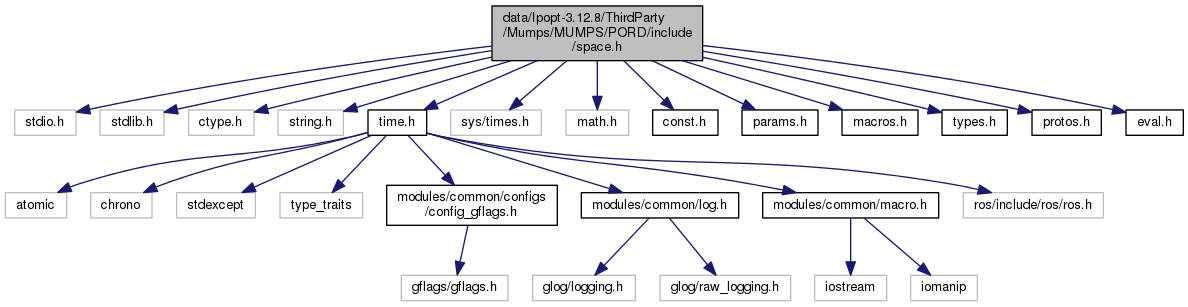 data/Ipopt-3.12.8/ThirdParty
/Mumps/MUMPS/PORD/include
/space.h
stdio.h
stdlib.h
ctype.h
string.h
time.h
sys/times.h
math.h
const.h
params.h
macros.h
types.h
protos.h
eval.h
atomic
chrono
stdexcept
type_traits
modules/common/configs
/config_gflags.h
modules/common/log.h
modules/common/macro.h
ros/include/ros/ros.h
gflags/gflags.h
glog/logging.h
glog/raw_logging.h
iostream
iomanip